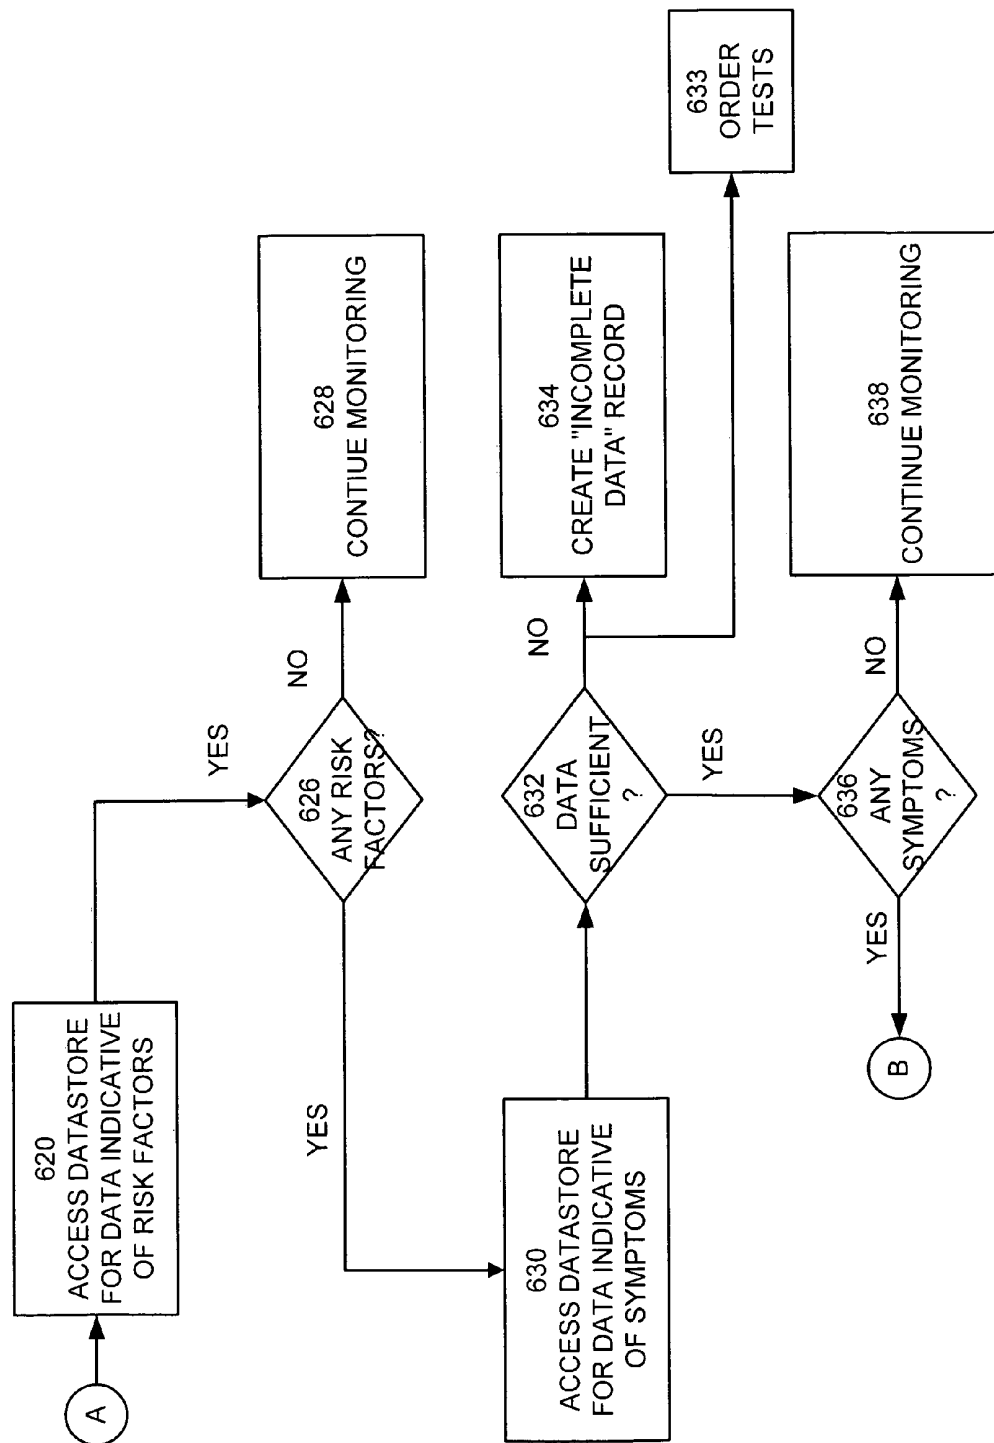 A
620
ACCESS DATASTORE
FOR DATA INDICATIVE
OF RISK FACTORS
YES
626
ANY RISK
FACTORS?
NO
628
CONTIUE MONITORING
YES
630
ACCESS DATASTORE
FOR DATA INDICATIVE
OF SYMPTOMS
632
DATA
SUFFICIENT
?
NO
634
CREATE "INCOMPLETE
DATA" RECORD
633
ORDER
TESTS
YES
636
ANY
SYMPTOMS
?
NO
638
CONTINUE MONITORING
YES
B